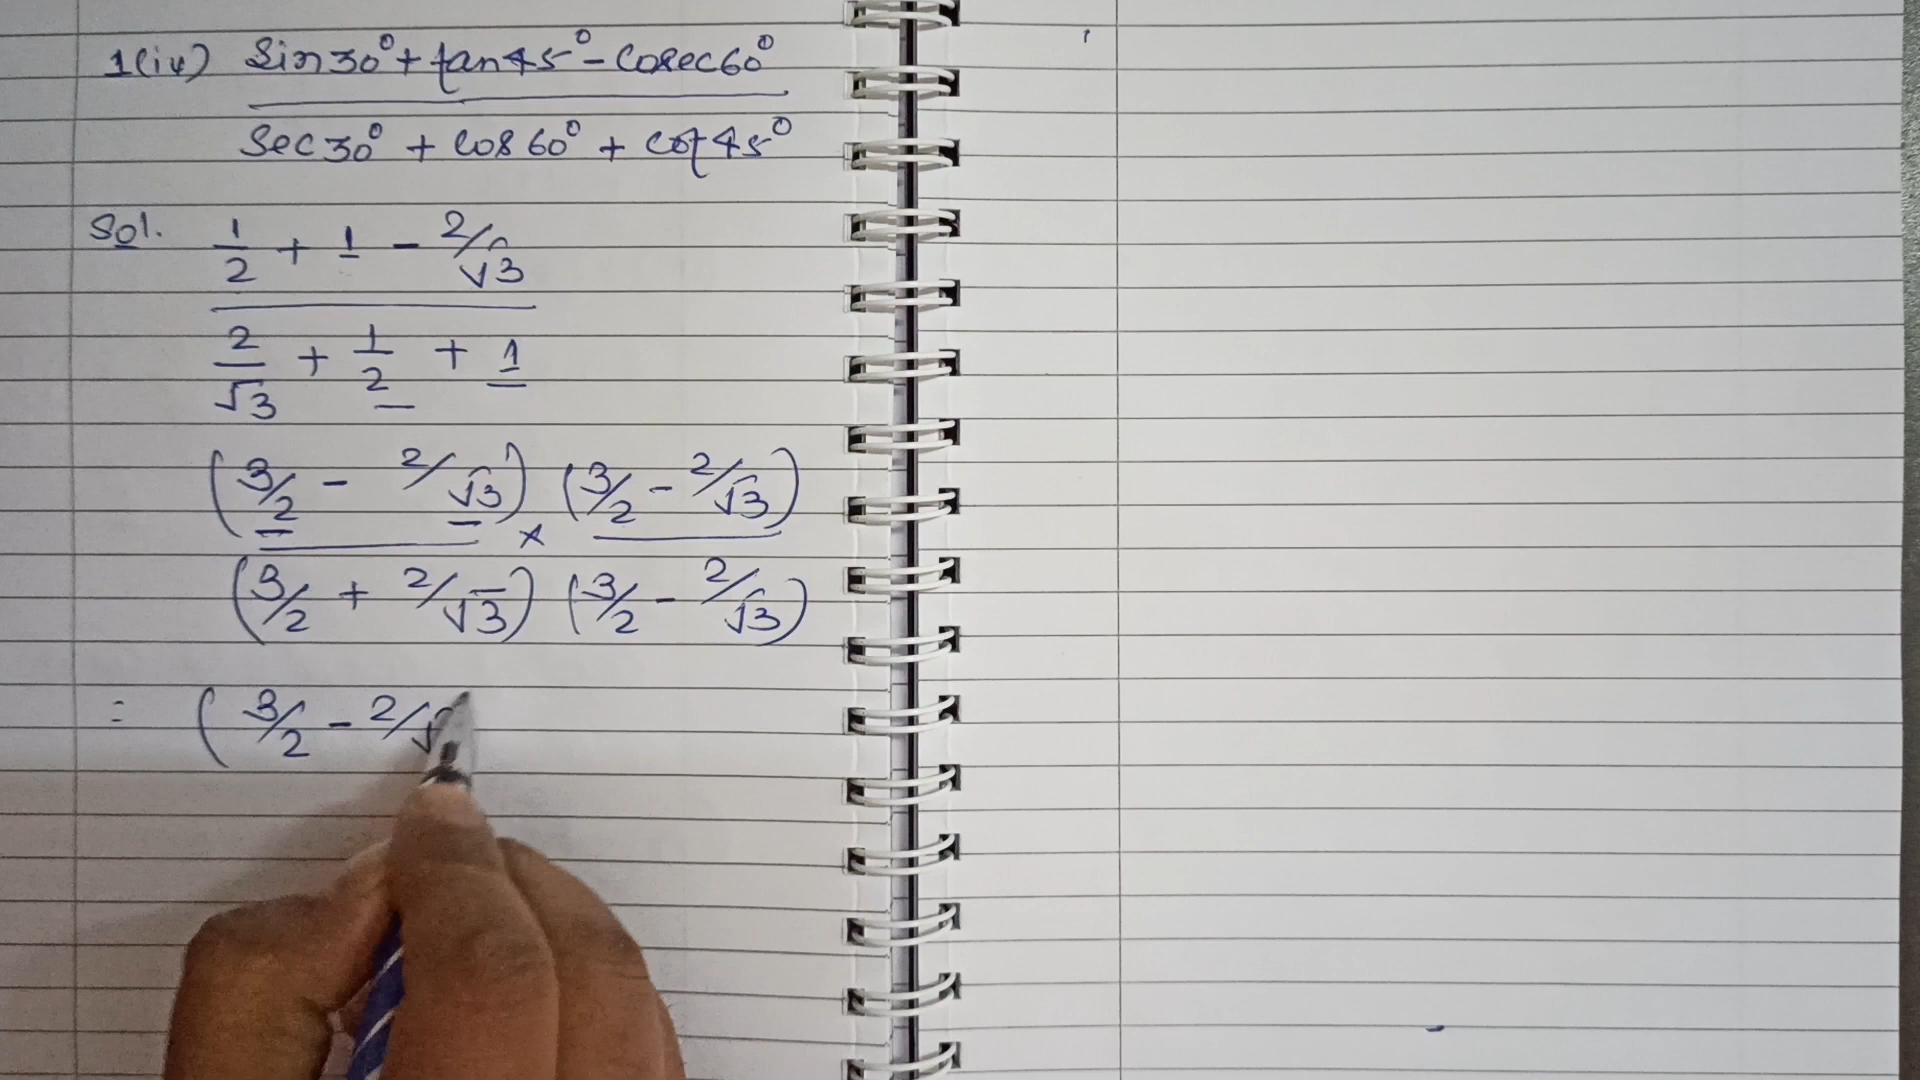 1(iv) Sin30° + tan45° - Cosec60°
Sec30° + Cos60° + Cot45°
Sol. 1/2 + 1 - 2/√3
2/√3 + 1/2 + 1
(3/2 - 2/√3) × (3/2 - 2/√3)
(3/2 + 2/√3) (3/2 - 2/√3)
= (3/2 - 2/√